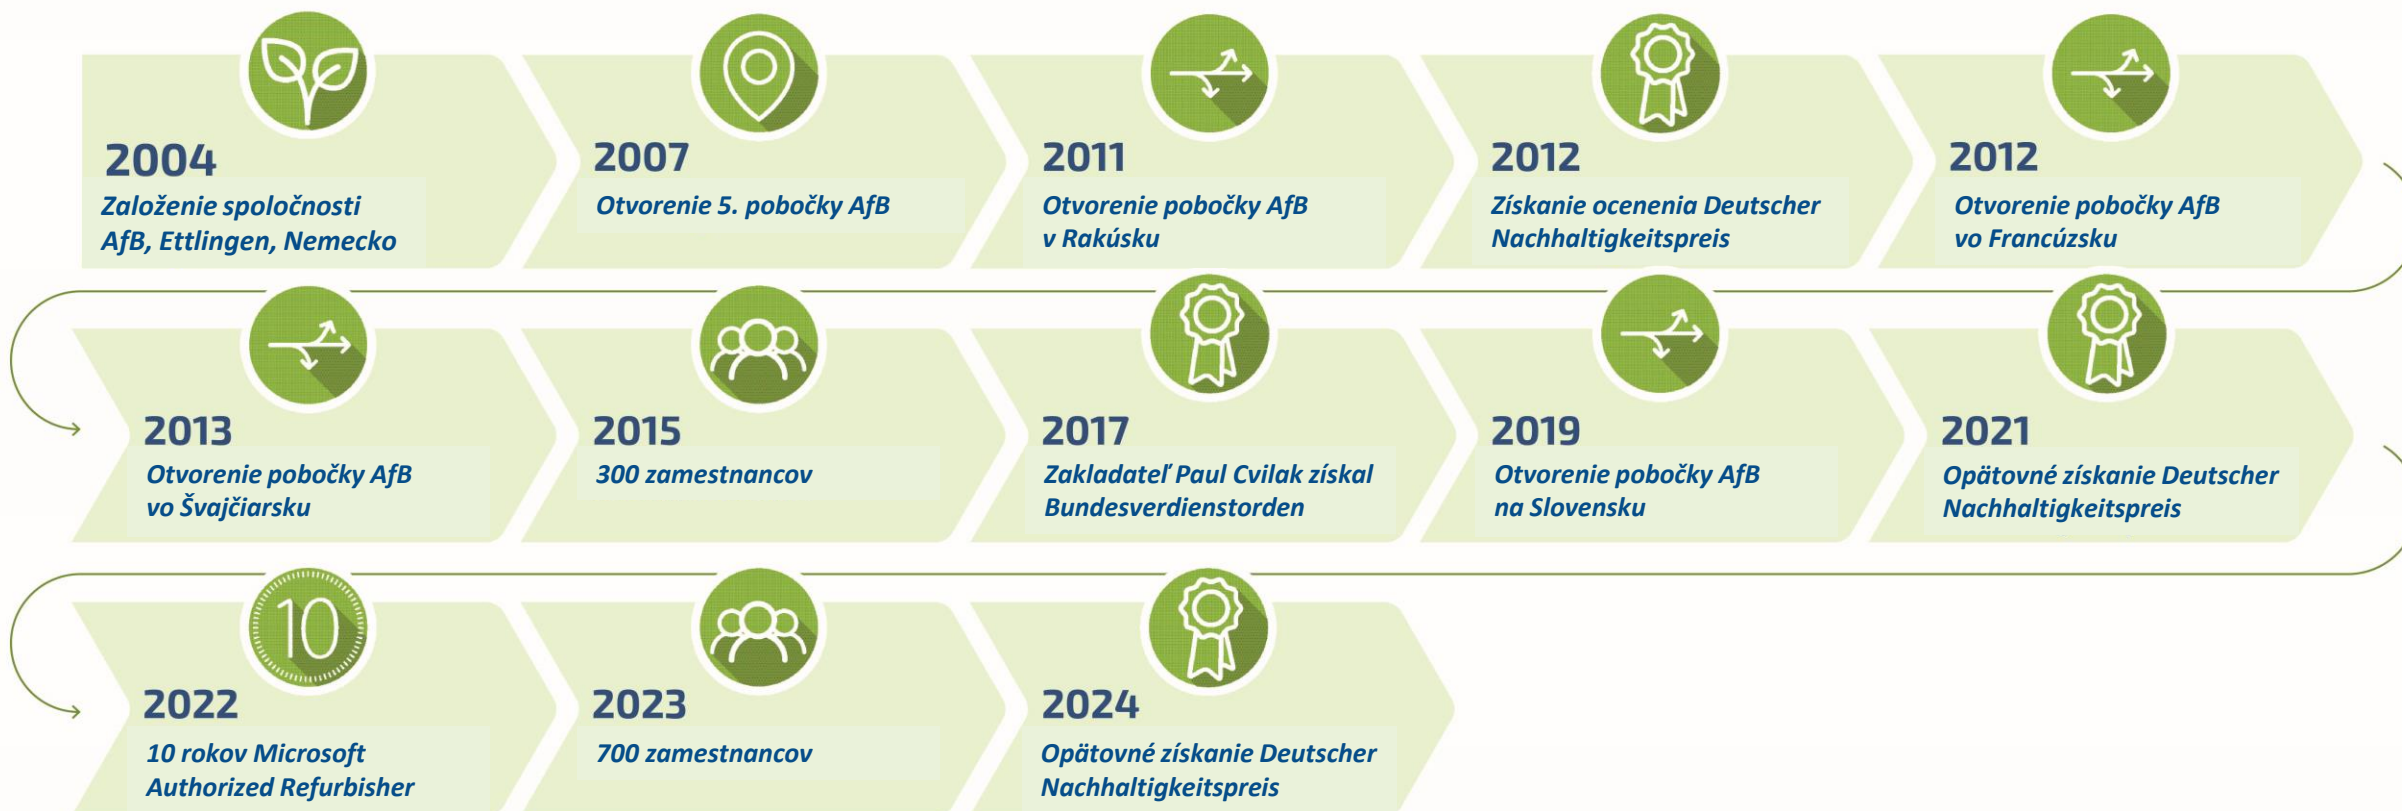 2004
Založenie spoločnosti
AfB, Ettlingen, Nemecko
2007
Otvorenie 5. pobočky AfB
2011
Otvorenie pobočky AfB
v Rakúsku
2012
Získanie ocenenia Deutscher
Nachhaltigkeitspreis
2012
Otvorenie pobočky AfB
vo Francúzsku
2013
Otvorenie pobočky AfB
vo Švajčiarsku
2015
300 zamestnancov
2017
Zakladateľ Paul Cvilak získal
Bundesverdienstorden
2019
Otvorenie pobočky AfB
na Slovensku
2021
Opätovné získanie Deutscher
Nachhaltigkeitspreis
10
2022
10 rokov Microsoft
Authorized Refurbisher
2023
700 zamestnancov
2024
Opätovné získanie Deutscher
Nachhaltigkeitspreis